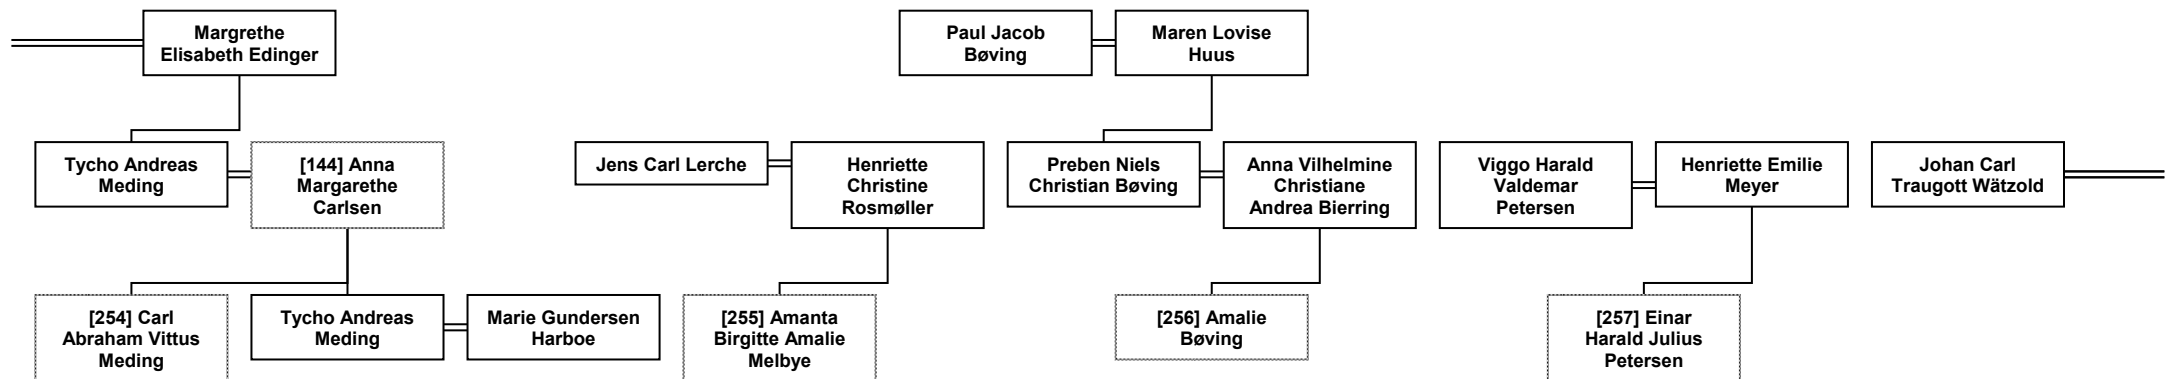 Margrethe
Elisabeth Edinger
Paul Jacob
Bøving
Maren Lovise
Huus
Tycho Andreas
Meding
[144] Anna
Margarethe
Carlsen
Jens Carl Lerche
Henriette
Christine
Rosmøller
Preben Niels
Christian Bøving
Anna Vilhelmine
Christiane
Andrea Bierring
Viggo Harald
Valdemar
Petersen
Henriette Emilie
Meyer
Johan Carl
Traugott Wätzold
[254] Carl
Abraham Vittus
Meding
Tycho Andreas
Meding
Marie Gundersen
Harboe
[255] Amanta
Birgitte Amalie
Melbye
[256] Amalie
Bøving
[257] Einar
Harald Julius
Petersen